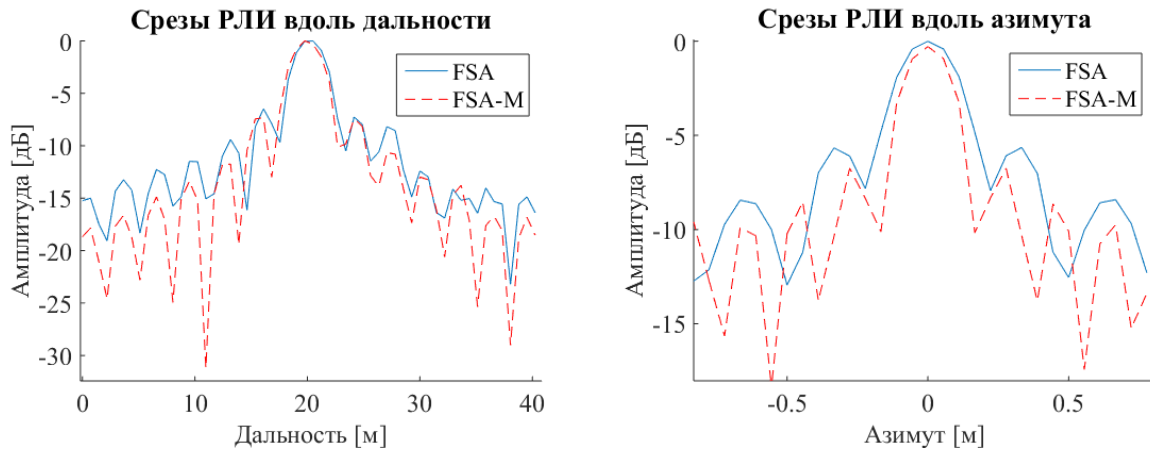 Срезы РЛИ вдоль дальности
Амплитуда [дБ]
0
-5
-10
-15
-20
-25
-30
0
10
20
30
40
Дальность [м]
FSA
FSA-M
Срезы РЛИ вдоль азимута
Амплитуда [дБ]
0
-5
-10
-15
-0.5
0
0.5
Азимут [м]
FSA
FSA-M